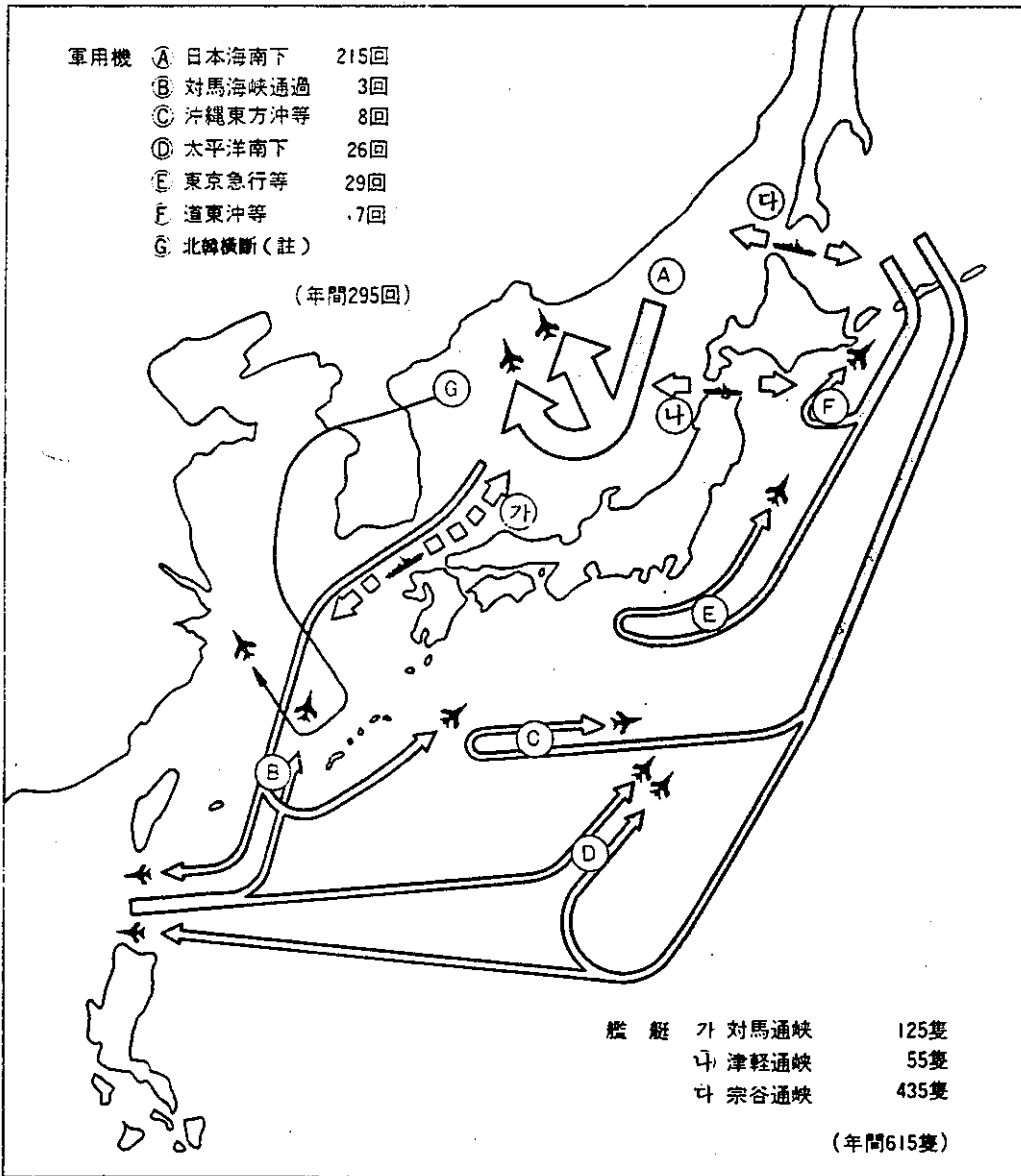 軍用機 Ⓐ 日本海南下 215回
Ⓑ 対馬海峡通過 3回
Ⓒ 沖縄東方沖等 8回
Ⓓ 太平洋南下 26回
Ⓔ 東京急行等 29回
Ⓕ 道東沖等 7回
Ⓖ 北韓橫斷(註)
(年間295回)
다
A
G
나
F
가
E
C
B
D
艦艇 가 対馬通峡 125隻
나 津軽通峡 55隻
다 宗谷通峡 435隻
(年間615隻)